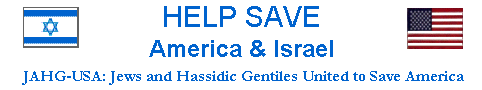 HELP SAVE
America & Israel
JAHG-USA: Jews and Hassidic Gentiles United to Save America